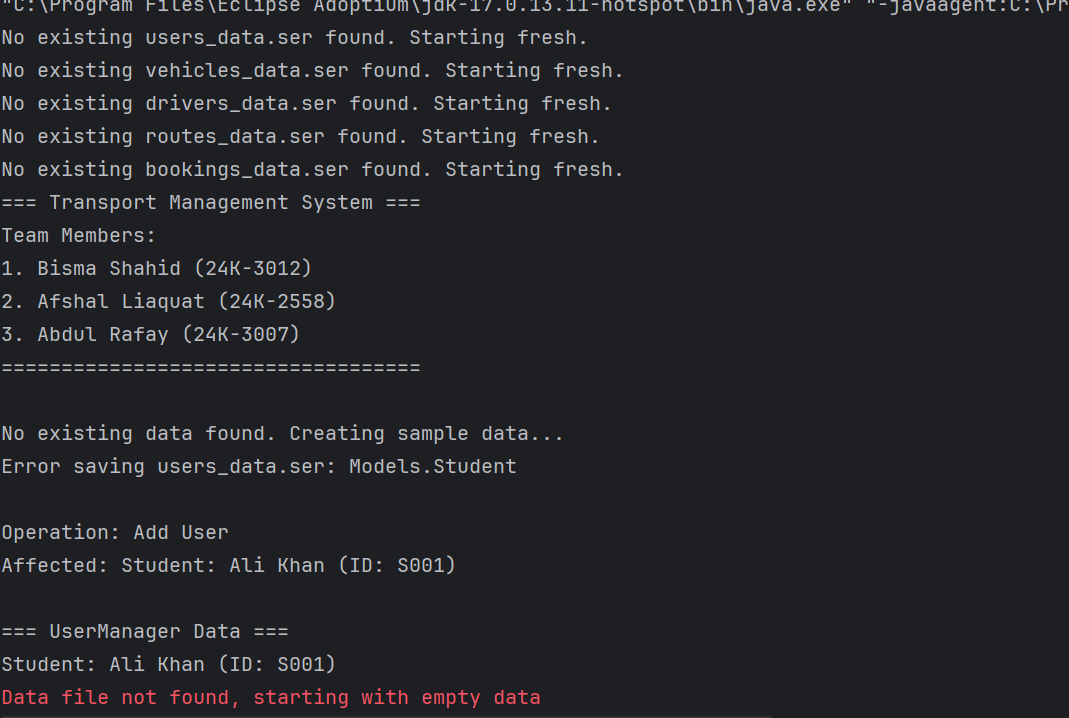 "C:\Program Files\Eclipse Adoptium\jdk-17.0.13.11-hotspot\bin\java.exe" "-javaagent:C:\Pr
No existing users_data.ser found. Starting fresh.
No existing vehicles_data.ser found. Starting fresh.
No existing drivers_data.ser found. Starting fresh.
No existing routes_data.ser found. Starting fresh.
No existing bookings_data.ser found. Starting fresh.
=== Transport Management System ===
Team Members:
1. Bisma Shahid (24K-3012)
2. Afshal Liaquat (24K-2558)
3. Abdul Rafay (24K-3007)
===================================
No existing data found. Creating sample data...
Error saving users_data.ser: Models.Student
Operation: Add User
Affected: Student: Ali Khan (ID: S001)
=== UserManager Data ===
Student: Ali Khan (ID: S001)
Data file not found, starting with empty data